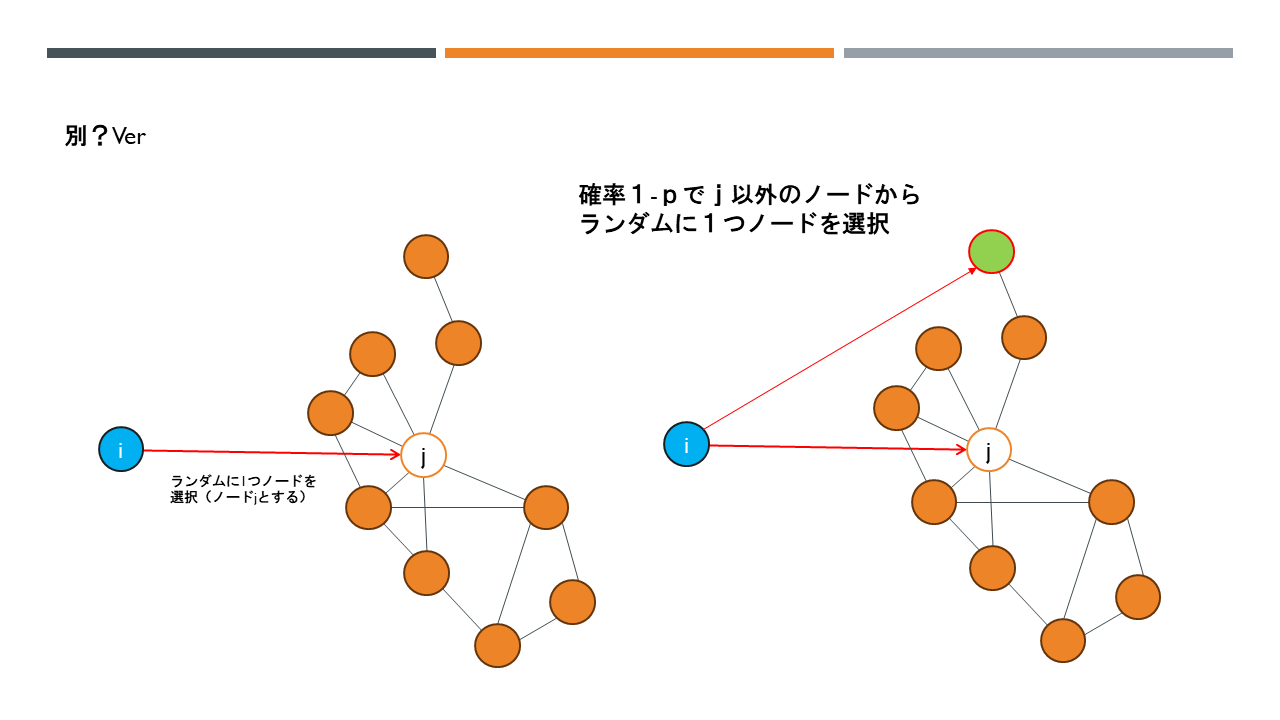 別？Ver
確率１-ｐでｊ以外のノードから
ランダムに１つノードを選択
i
j
ランダムに1つノードを
選択（ノードjとする）
i
j